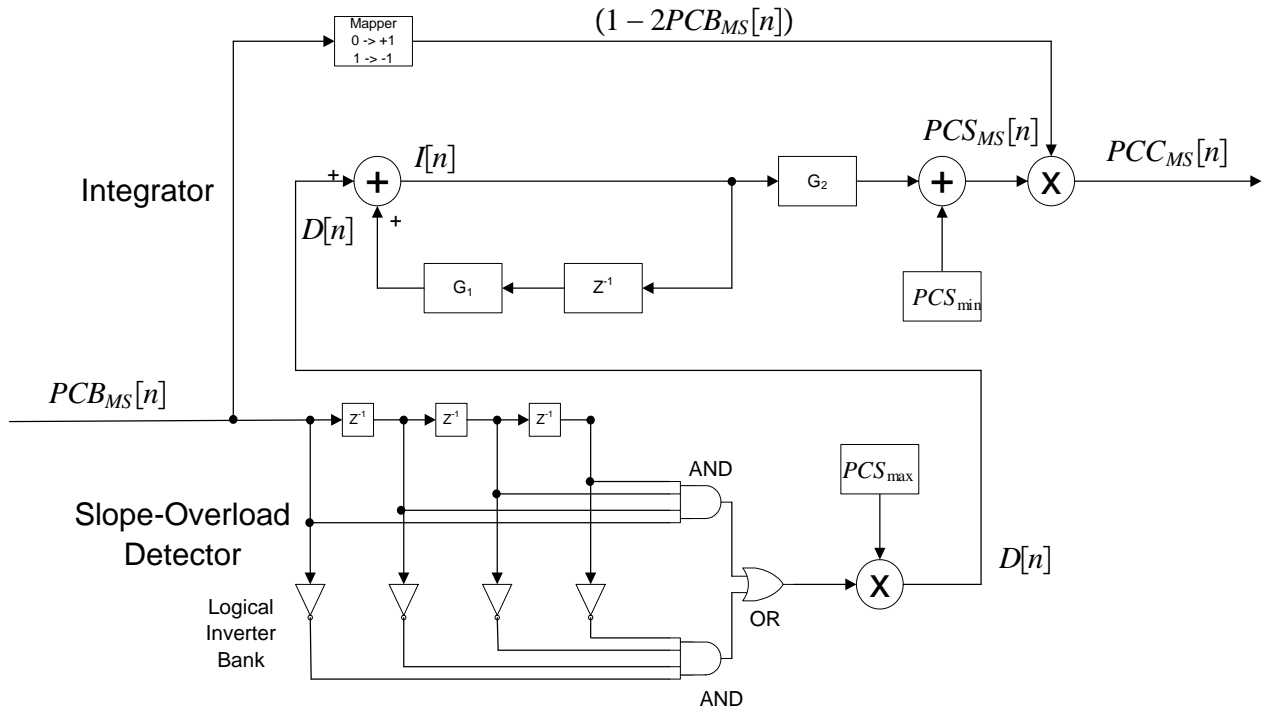 Mapper
0 -> +1
1 -> -1
(1 − 2PCB_MS[n])
Integrator
+
+
I[n]
D[n]
+
G₁
Z⁻¹
G₂
+
PCS_MS[n]
X
PCC_MS[n]
PCS_min
PCB_MS[n]
Z⁻¹
Z⁻¹
Z⁻¹
Slope-Overload
Detector
Logical
Inverter
Bank
AND
AND
OR
PCS_max
X
D[n]